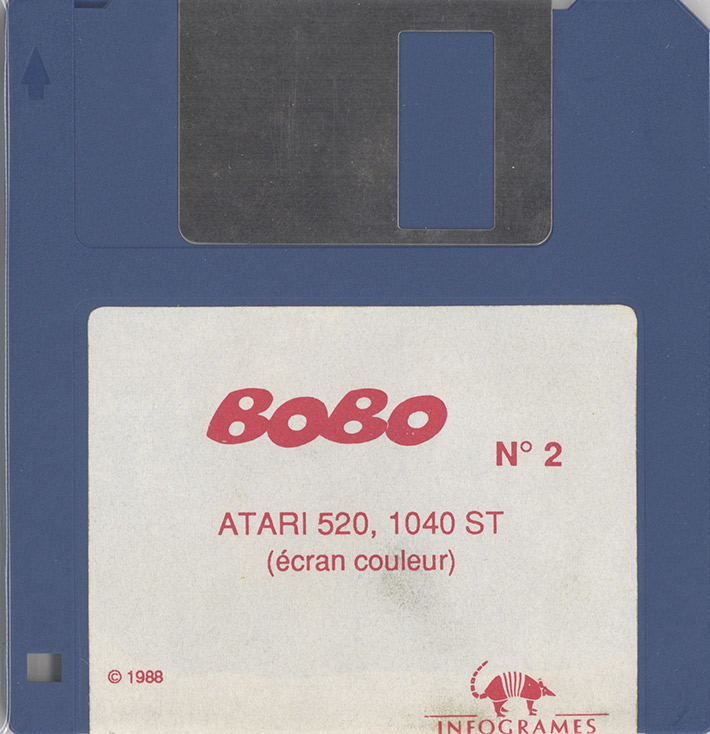 BOBO
N° 2
ATARI 520, 1040 ST
(écran couleur)
© 1988
INFOGRAMES